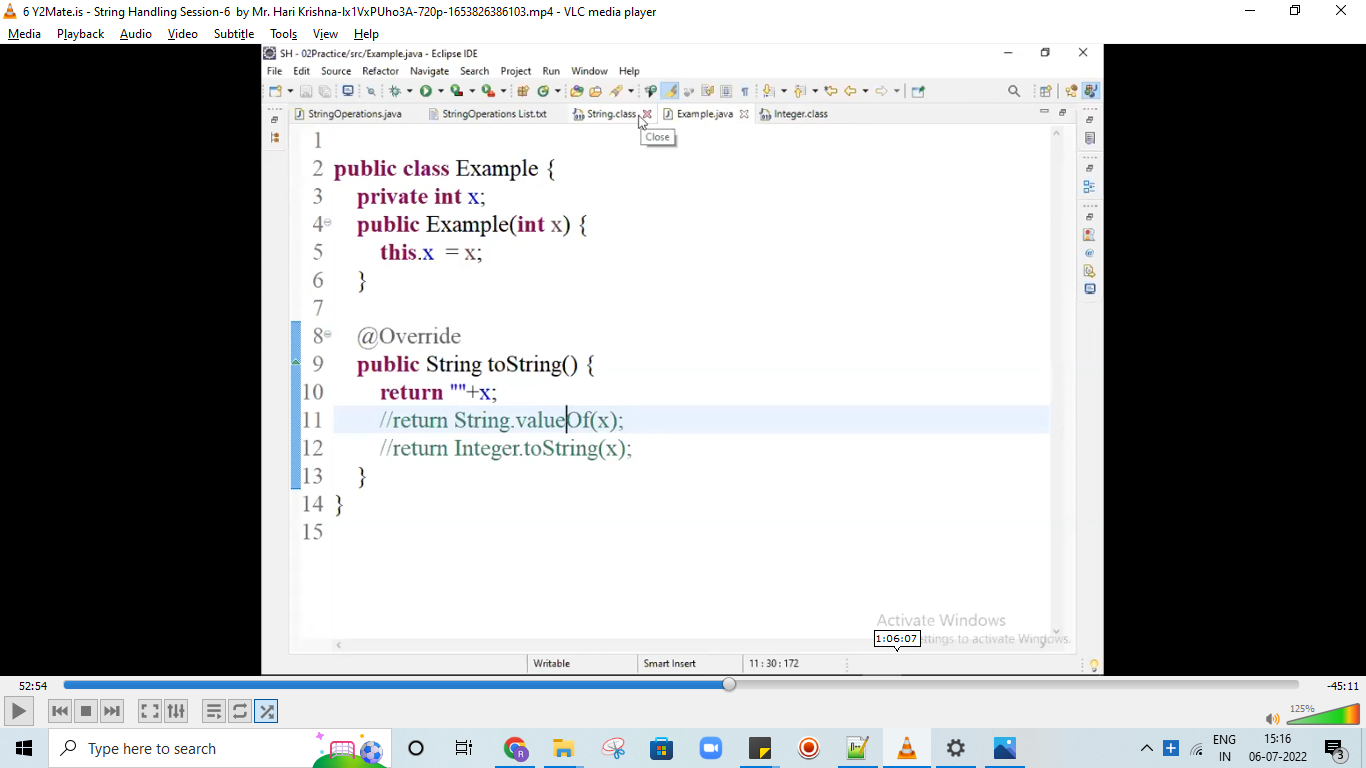 6 Y2Mate.is - String Handling Session-6 by Mr. Hari Krishna-Ix1VxPUho3A-720p-1653826386103.mp4 - VLC media player
Media Playback Audio Video Subtitle Tools View Help
SH - 02Practice/src/Example.java - Eclipse IDE
File Edit Source Refactor Navigate Search Project Run Window Help
StringOperations.java StringOperations List.txt String.class Example.java Integer.class
Close
1
2 public class Example {
3 private int x;
4 public Example(int x) {
5 this.x = x;
6 }
7
8 @Override
9 public String toString() {
10 return ""+x;
11 //return String.valueOf(x);
12 //return Integer.toString(x);
13 }
14 }
15
Activate Windows
1:06:07 ttings to activate Windows.
Writable Smart Insert 11 : 30 : 172
52:54 -45:11
125%
Type here to search
R
ENG 15:16
IN 06-07-2022 3